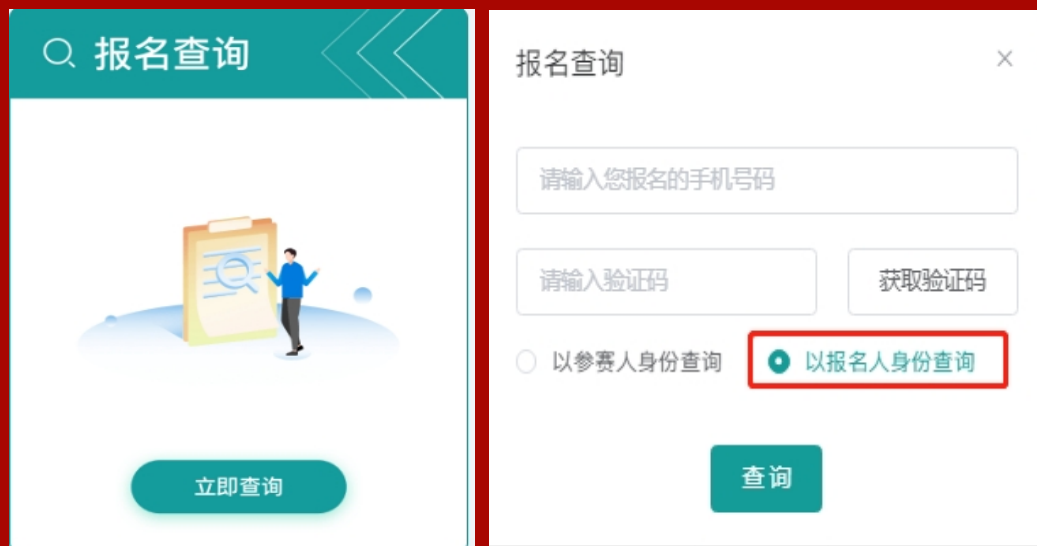 报名查询
立即查询
报名查询
请输入您报名的手机号码
请输入验证码 获取验证码
以参赛人身份查询 以报名人身份查询
查询